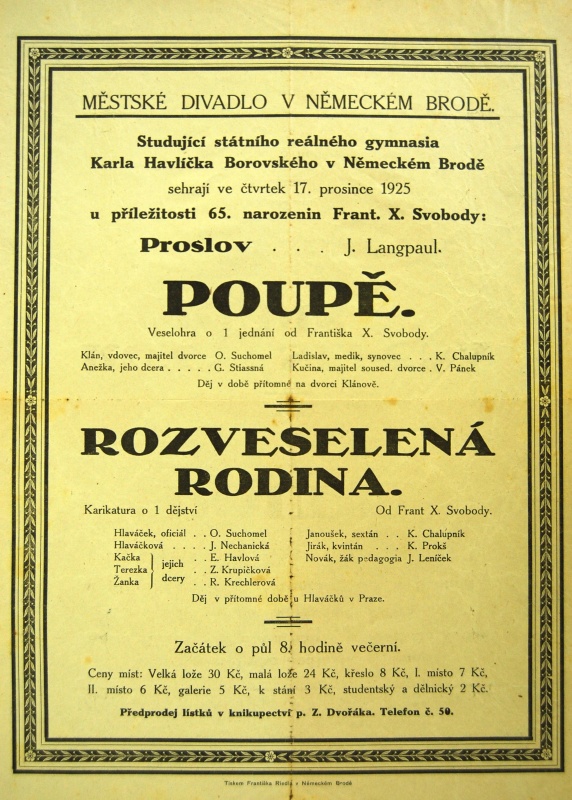 MĚSTSKÉ DIVADLO V NĚMECKÉM BRODĚ.
Studující státního reálného gymnasia
Karla Havlíčka Borovského v Německém Brodě
sehrají ve čtvrtek 17. prosince 1925
u příležitosti 65. narozenin Frant. X. Svobody:
Proslov . . . J. Langpaul.
POUPĚ.
Veselohra o 1 jednání od Františka X. Svobody.
Klán, vdovec, majitel dvorce O. Suchomel Ladislav, medik, synovec . . . K. Chalupník
Anežka, jeho dcera . . . . . G. Stiassná Kučina, majitel soused. dvorce . V. Pánek
Děj v době přítomné na dvorci Klánově.
ROZVESELENÁ
RODINA.
Karikatura o 1 dějství Od Frant X. Svobody.
Hlaváček, oficiál . . O. Suchomel Janoušek, sextán . . K. Chalupník
Hlaváčková . . . . J. Nechanická Jirák, kvintán . . . K. Prokš
Kačka . . E. Havlová Novák, žák pedagogia J. Leníček
Terezka jejich . . Z. Krupičková
Žanka dcery . . R. Krechlerová
Děj v přítomné době u Hlaváčků v Praze.
Začátek o půl 8. hodině večerní.
Ceny míst: Velká lože 30 Kč, malá lože 24 Kč, křeslo 8 Kč, I. místo 7 Kč,
II. místo 6 Kč, galerie 5 Kč, k stání 3 Kč, studentský a dělnický 2 Kč.
Předprodej lístků v knikupectví p. Z. Dvořáka. Telefon č. 50.
Tiskem Františka Riedla v Německém Brodě